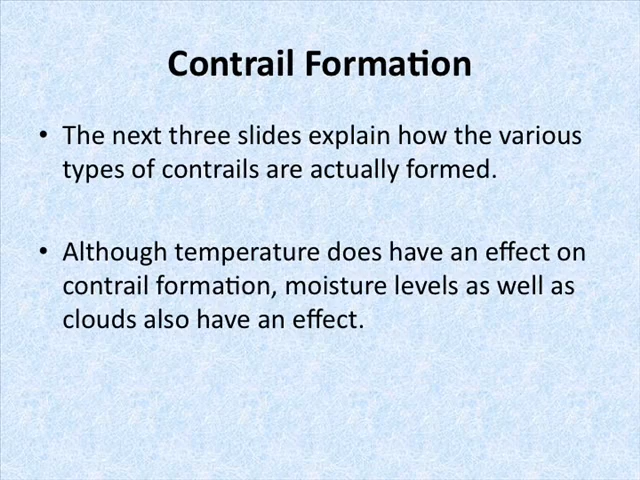 Contrail Formation
• The next three slides explain how the various
types of contrails are actually formed.
• Although temperature does have an effect on
contrail formation, moisture levels as well as
clouds also have an effect.